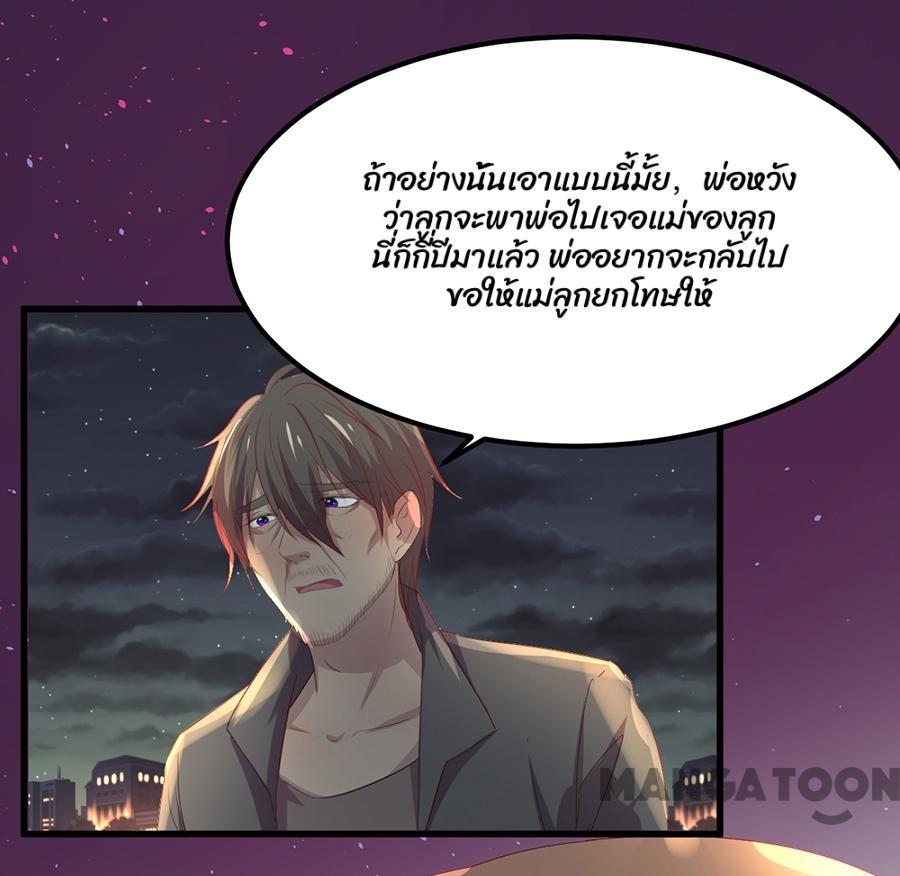 ถ้าอย่างนั้นเอาแบบนี้มั้ย, พ่อหวัง
ว่าลูกจะพาพ่อไปเจอแม่ของลูก
นี่ก็กี่ปีมาแล้ว พ่ออยากจะกลับไป
ขอให้แม่ลูกยกโทษให้
MANGATOON